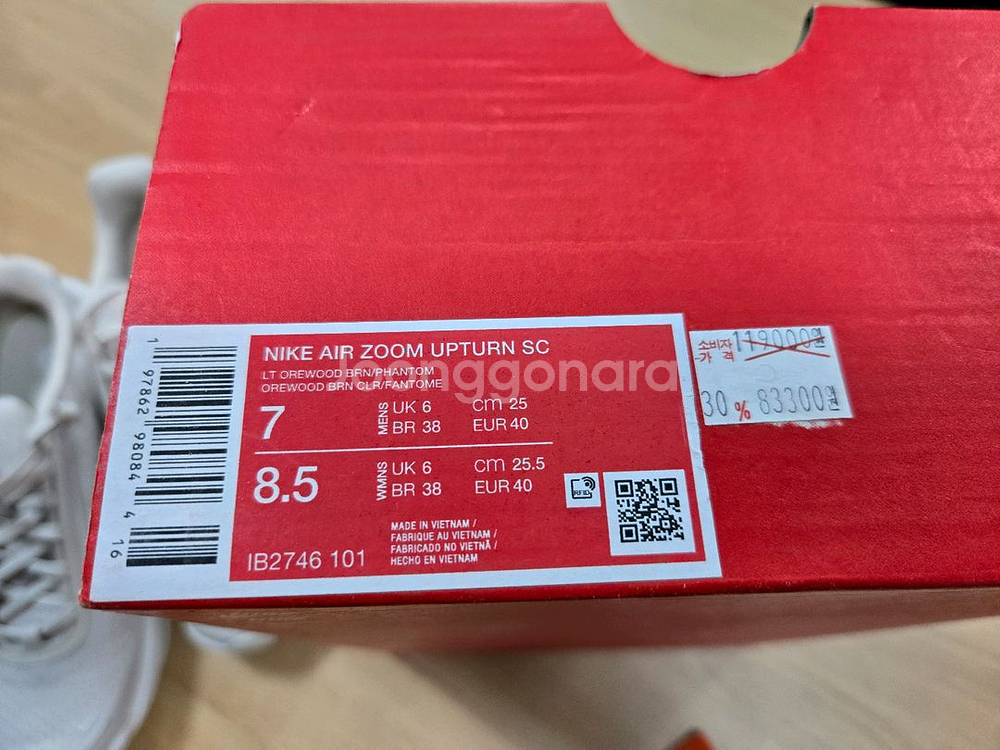 NIKE AIR ZOOM UPTURN SC
LT OREWOOD BRN/PHANTOM
OREWOOD BRN CLR/FANTOME
7
MENS
UK 6
cm 25
BR 38
EUR 40
8.5
WMNS
UK 6
cm 25.5
BR 38
EUR 40
RFID
IB2746 101
MADE IN VIETNAM /
FABRIQUE AU VIETNAM /
FABRICADO NO VIETNÃ /
HECHO EN VIETNAM
1 97862 98084 4
16
소비자 119000원
가격
30 % 83300원